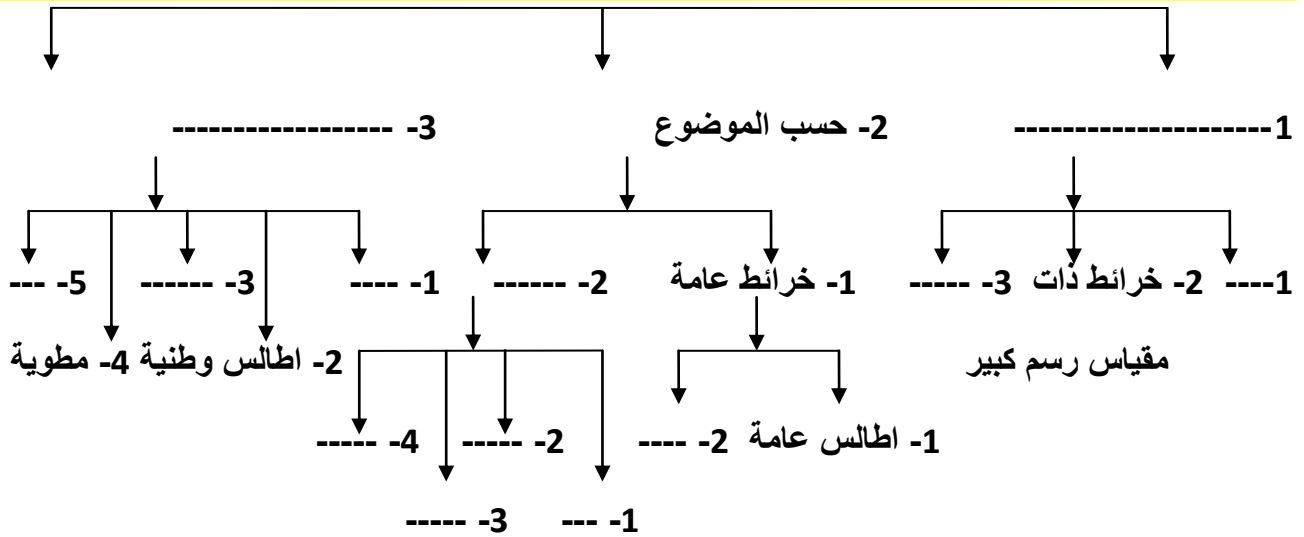 1--------------------- 2- حسب الموضوع 3- ------------------
1---- 2- خرائط ذات 3- ----- 1- خرائط عامة 2- ------ 1- ---- 3- ------ 5- ---
مقياس رسم كبير 2- اطالس وطنية 4- مطوية
1- اطالس عامة 2- ---- 2- ----- 4- -----
1- --- 3- -----